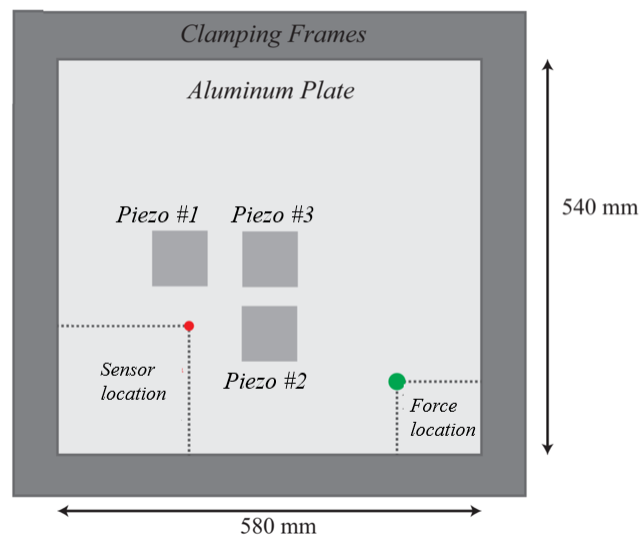 Clamping Frames
Aluminum Plate
Piezo #1
Piezo #3
540 mm
Sensor
location
Piezo #2
Force
location
580 mm